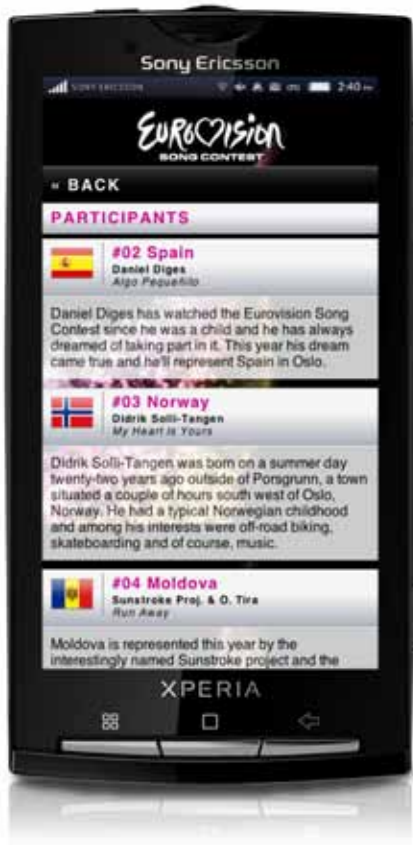 Sony Ericsson
SONY ERICSSON
2:40
EUROVISION
SONG CONTEST
« BACK
PARTICIPANTS
#02 Spain
Daniel Diges
Algo Pequeñito
Daniel Diges has watched the Eurovision Song
Contest since he was a child and he has always
dreamed of taking part in it. This year his dream
came true and he'll represent Spain in Oslo.
#03 Norway
Didrik Solli-Tangen
My Heart Is Yours
Didrik Solli-Tangen was born on a summer day
twenty-two years ago outside of Porsgrunn, a town
situated a couple of hours south west of Oslo,
Norway. He had a typical Norwegian childhood
and among his interests were off-road biking,
skateboarding and of course, music.
#04 Moldova
Sunstroke Proj. & O. Tira
Run Away
Moldova is represented this year by the
interestingly named Sunstroke project and the
XPERIA